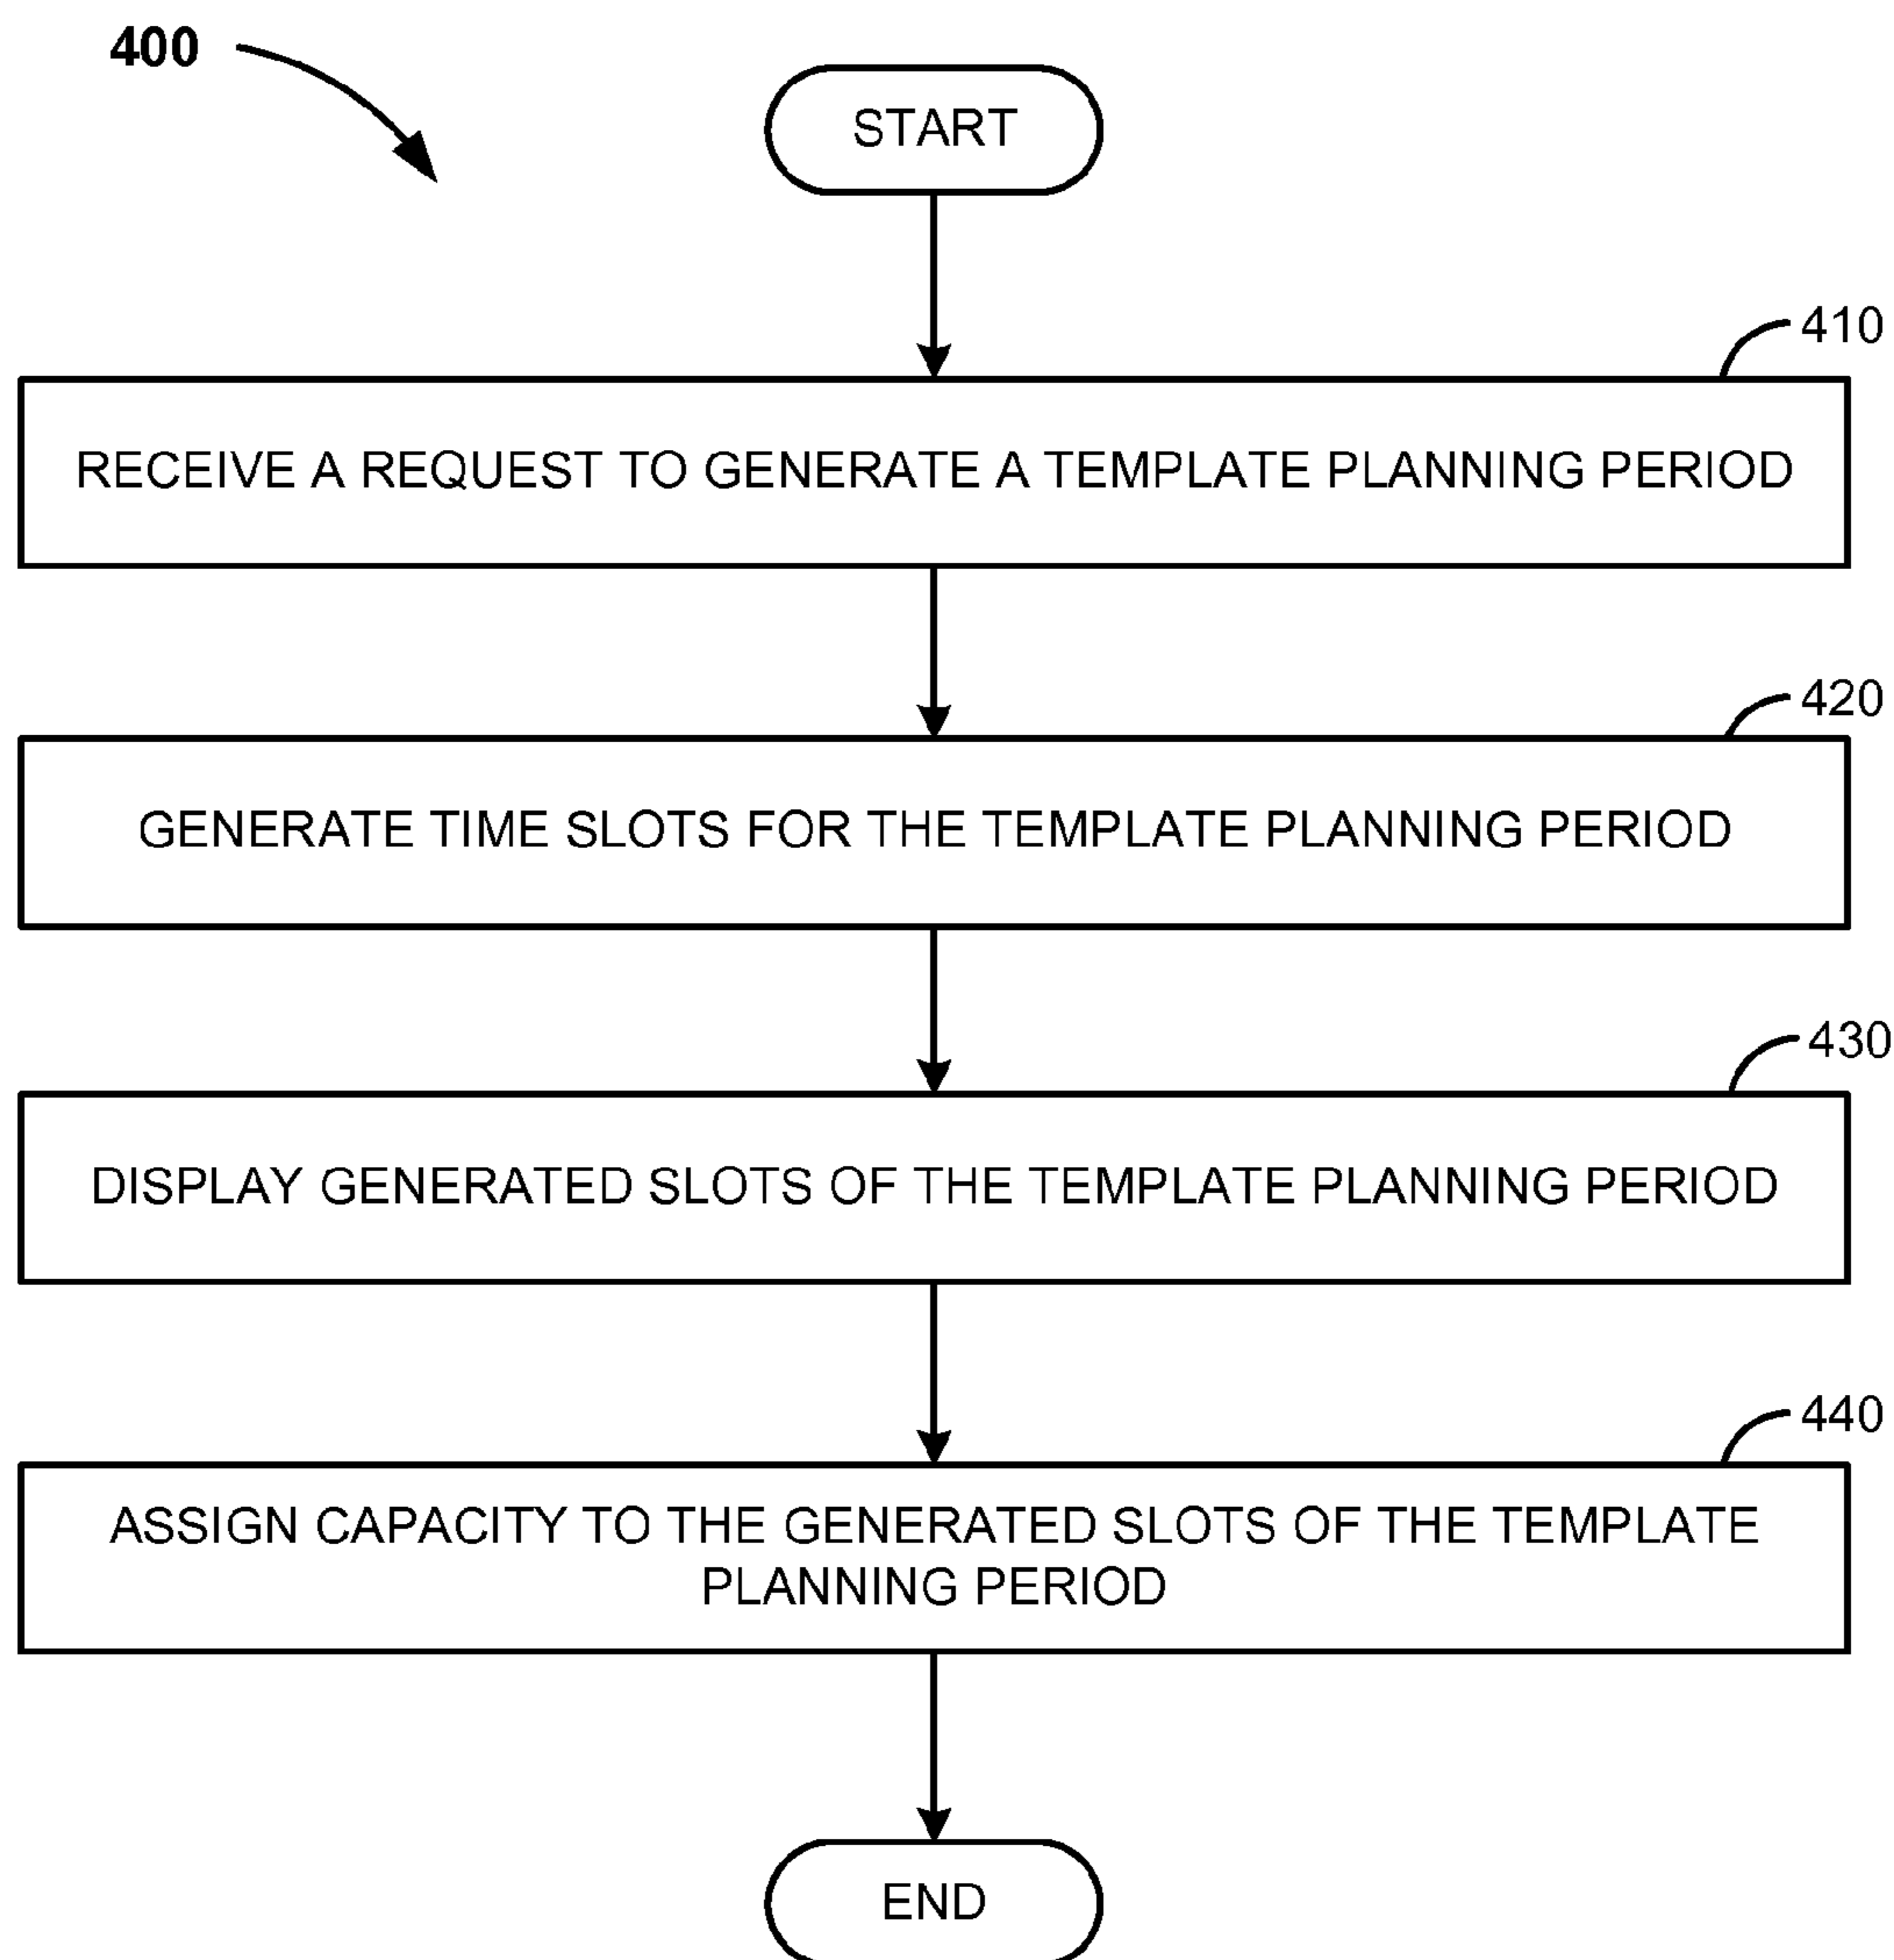 400
START
410
RECEIVE A REQUEST TO GENERATE A TEMPLATE PLANNING PERIOD
420
GENERATE TIME SLOTS FOR THE TEMPLATE PLANNING PERIOD
430
DISPLAY GENERATED SLOTS OF THE TEMPLATE PLANNING PERIOD
440
ASSIGN CAPACITY TO THE GENERATED SLOTS OF THE TEMPLATE
PLANNING PERIOD
END